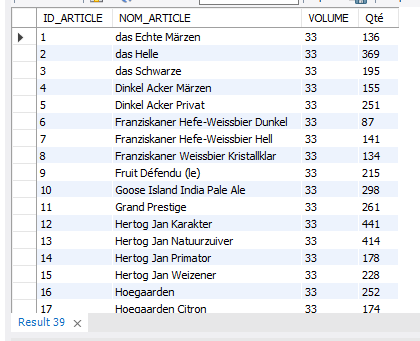 ID_ARTICLE NOM_ARTICLE VOLUME Qté
1 das Echte Märzen 33 136
2 das Helle 33 369
3 das Schwarze 33 195
4 Dinkel Acker Märzen 33 155
5 Dinkel Acker Privat 33 251
6 Franziskaner Hefe-Weissbier Dunkel 33 87
7 Franziskaner Hefe-Weissbier Hell 33 141
8 Franziskaner Weissbier Kristallklar 33 134
9 Fruit Défendu (le) 33 215
10 Goose Island India Pale Ale 33 298
11 Grand Prestige 33 261
12 Hertog Jan Karakter 33 441
13 Hertog Jan Natuurzuiver 33 414
14 Hertog Jan Primator 33 178
15 Hertog Jan Weizener 33 228
16 Hoegaarden 33 252
17 Hoegaarden Citron 33 174
Result 39